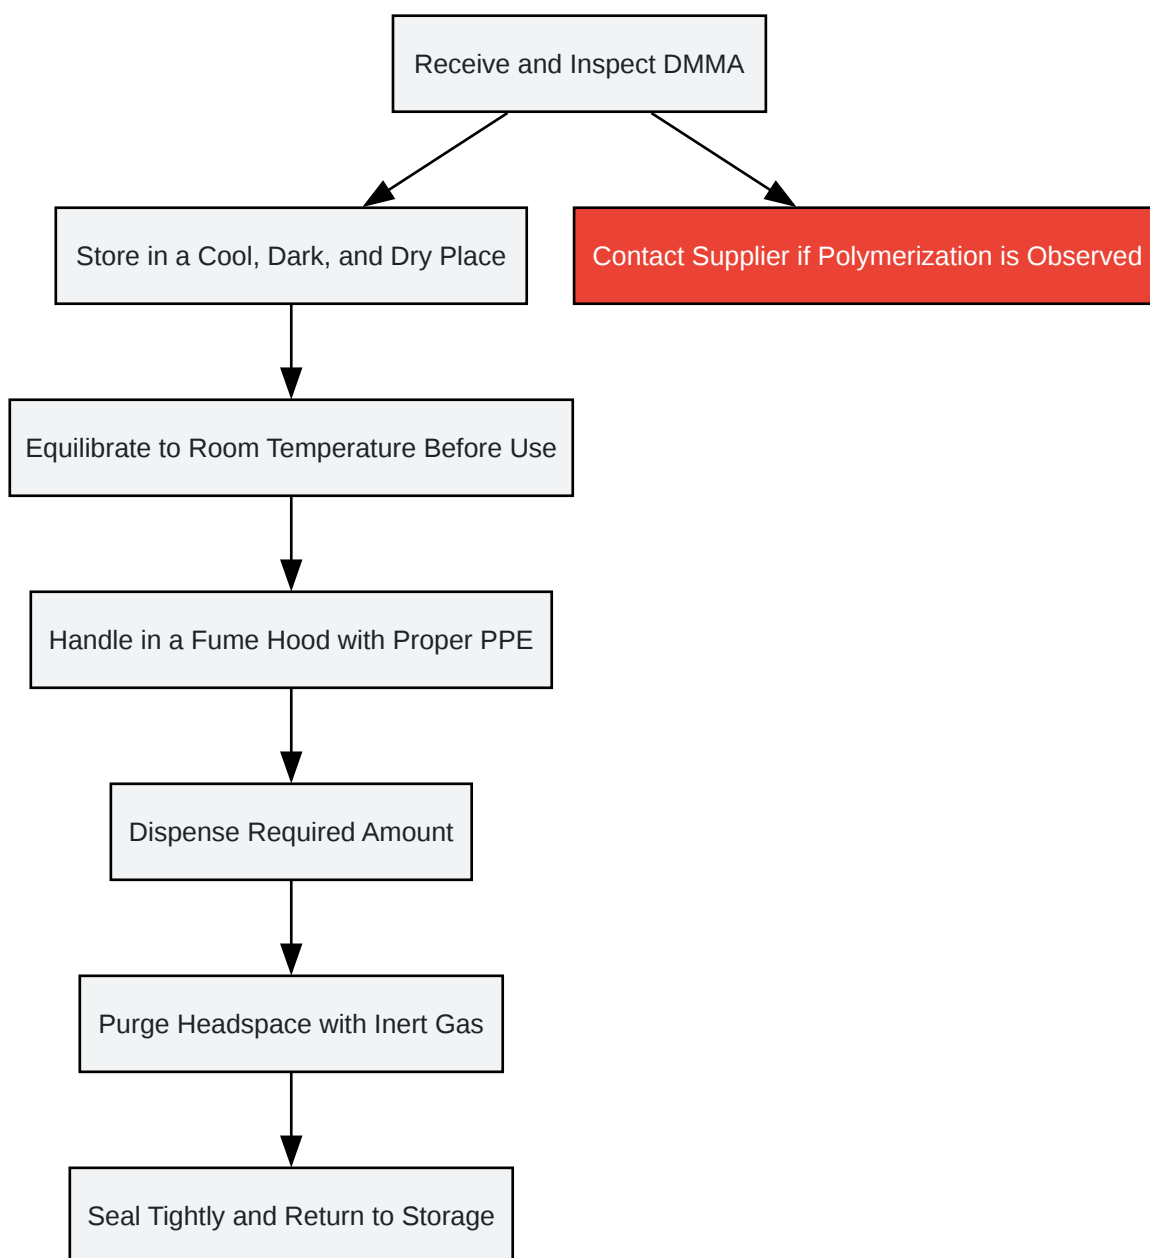 Receive and Inspect DMMA
Store in a Cool, Dark, and Dry Place
Contact Supplier if Polymerization is Observed
Equilibrate to Room Temperature Before Use
Handle in a Fume Hood with Proper PPE
Dispense Required Amount
Purge Headspace with Inert Gas
Seal Tightly and Return to Storage